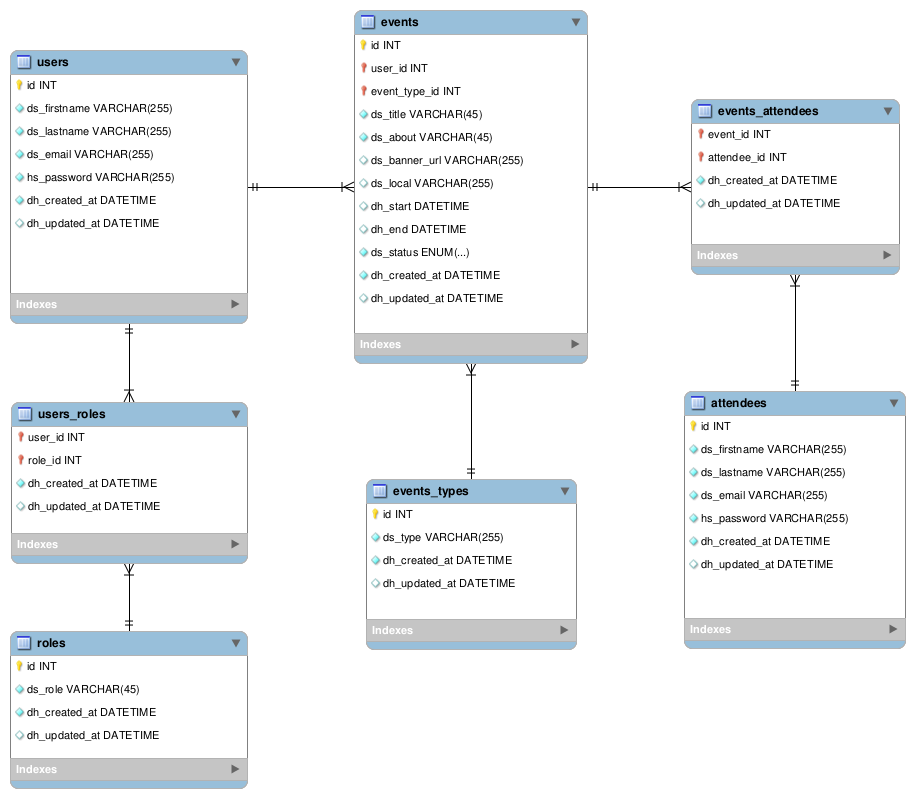 users
id INT
ds_firstname VARCHAR(255)
ds_lastname VARCHAR(255)
ds_email VARCHAR(255)
hs_password VARCHAR(255)
dh_created_at DATETIME
dh_updated_at DATETIME
Indexes
users_roles
user_id INT
role_id INT
dh_created_at DATETIME
dh_updated_at DATETIME
Indexes
roles
id INT
ds_role VARCHAR(45)
dh_created_at DATETIME
dh_updated_at DATETIME
Indexes
events
id INT
user_id INT
event_type_id INT
ds_title VARCHAR(45)
ds_about VARCHAR(45)
ds_banner_url VARCHAR(255)
ds_local VARCHAR(255)
dh_start DATETIME
dh_end DATETIME
ds_status ENUM(...)
dh_created_at DATETIME
dh_updated_at DATETIME
Indexes
events_types
id INT
ds_type VARCHAR(255)
dh_created_at DATETIME
dh_updated_at DATETIME
Indexes
events_attendees
event_id INT
attendee_id INT
dh_created_at DATETIME
dh_updated_at DATETIME
Indexes
attendees
id INT
ds_firstname VARCHAR(255)
ds_lastname VARCHAR(255)
ds_email VARCHAR(255)
hs_password VARCHAR(255)
dh_created_at DATETIME
dh_updated_at DATETIME
Indexes